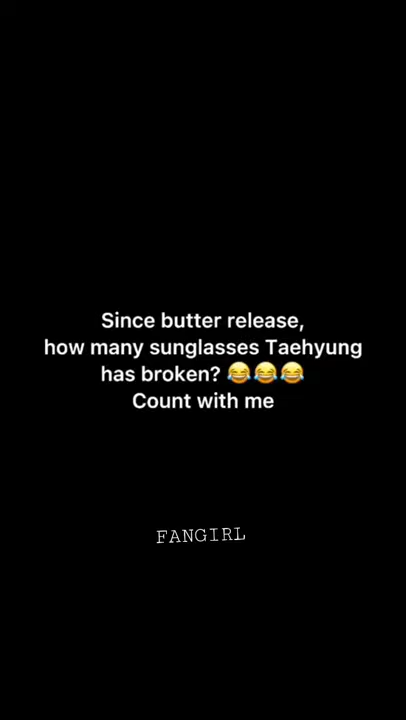 Since butter release,
how many sunglasses Taehyung
has broken? 😂😂😂
Count with me
FANGIRL